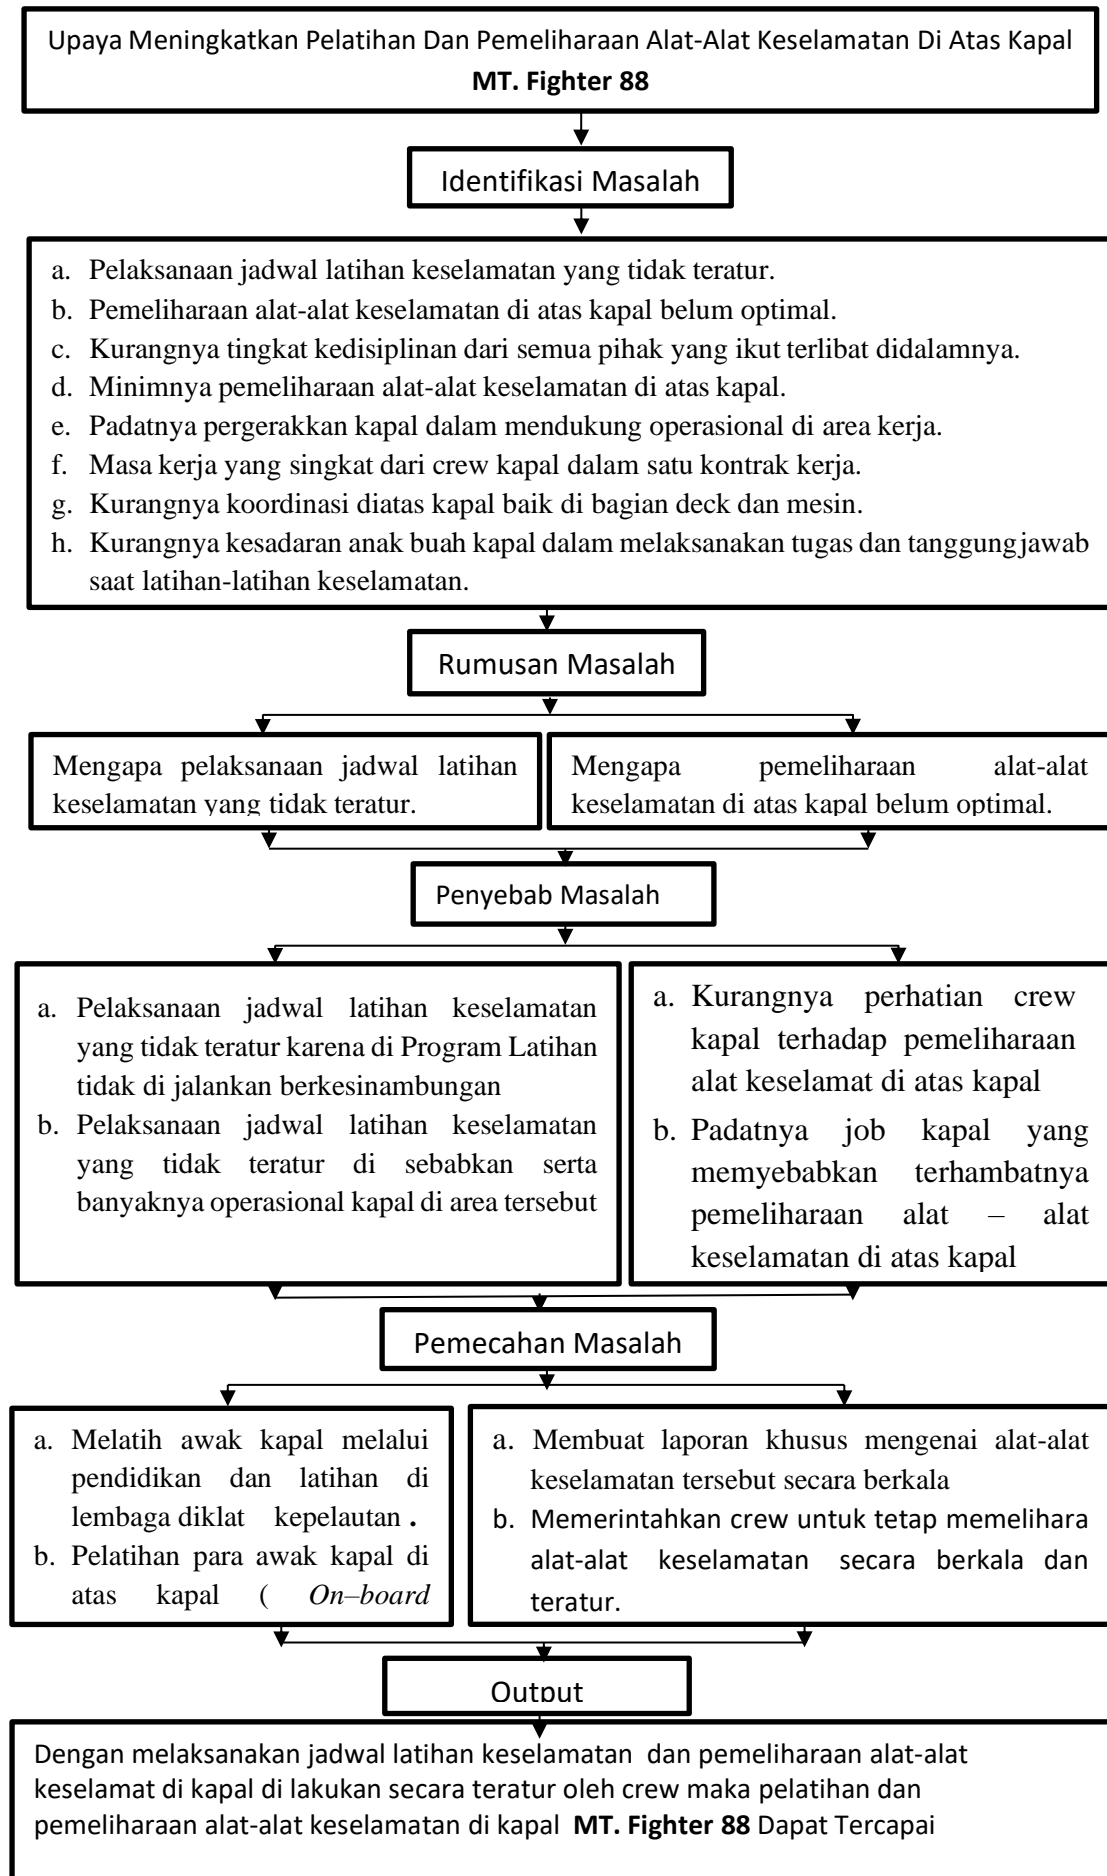 Upaya Meningkatkan Pelatihan Dan Pemeliharaan Alat-Alat Keselamatan Di Atas Kapal
MT. Fighter 88
Identifikasi Masalah
a. Pelaksanaan jadwal latihan keselamatan yang tidak teratur.
b. Pemeliharaan alat-alat keselamatan di atas kapal belum optimal.
c. Kurangnya tingkat kedisiplinan dari semua pihak yang ikut terlibat didalamnya.
d. Minimnya pemeliharaan alat-alat keselamatan di atas kapal.
e. Padatnya pergerakkan kapal dalam mendukung operasional di area kerja.
f. Masa kerja yang singkat dari crew kapal dalam satu kontrak kerja.
g. Kurangnya koordinasi diatas kapal baik di bagian deck dan mesin.
h. Kurangnya kesadaran anak buah kapal dalam melaksanakan tugas dan tanggungjawab
saat latihan-latihan keselamatan.
Rumusan Masalah
Mengapa pelaksanaan jadwal latihan
keselamatan yang tidak teratur.
Mengapa pemeliharaan alat-alat
keselamatan di atas kapal belum optimal.
Penyebab Masalah
a. Pelaksanaan jadwal latihan keselamatan
yang tidak teratur karena di Program Latihan
tidak di jalankan berkesinambungan
b. Pelaksanaan jadwal latihan keselamatan
yang tidak teratur di sebabkan serta
banyaknya operasional kapal di area tersebut
a. Kurangnya perhatian crew
kapal terhadap pemeliharaan
alat keselamat di atas kapal
b. Padatnya job kapal yang
memyebabkan terhambatnya
pemeliharaan alat – alat
keselamatan di atas kapal
Pemecahan Masalah
a. Melatih awak kapal melalui
pendidikan dan latihan di
lembaga diklat kepelautan .
b. Pelatihan para awak kapal di
atas kapal ( On–board
a. Membuat laporan khusus mengenai alat-alat
keselamatan tersebut secara berkala
b. Memerintahkan crew untuk tetap memelihara
alat-alat keselamatan secara berkala dan
teratur.
Output
Dengan melaksanakan jadwal latihan keselamatan dan pemeliharaan alat-alat
keselamat di kapal di lakukan secara teratur oleh crew maka pelatihan dan
pemeliharaan alat-alat keselamatan di kapal MT. Fighter 88 Dapat Tercapai